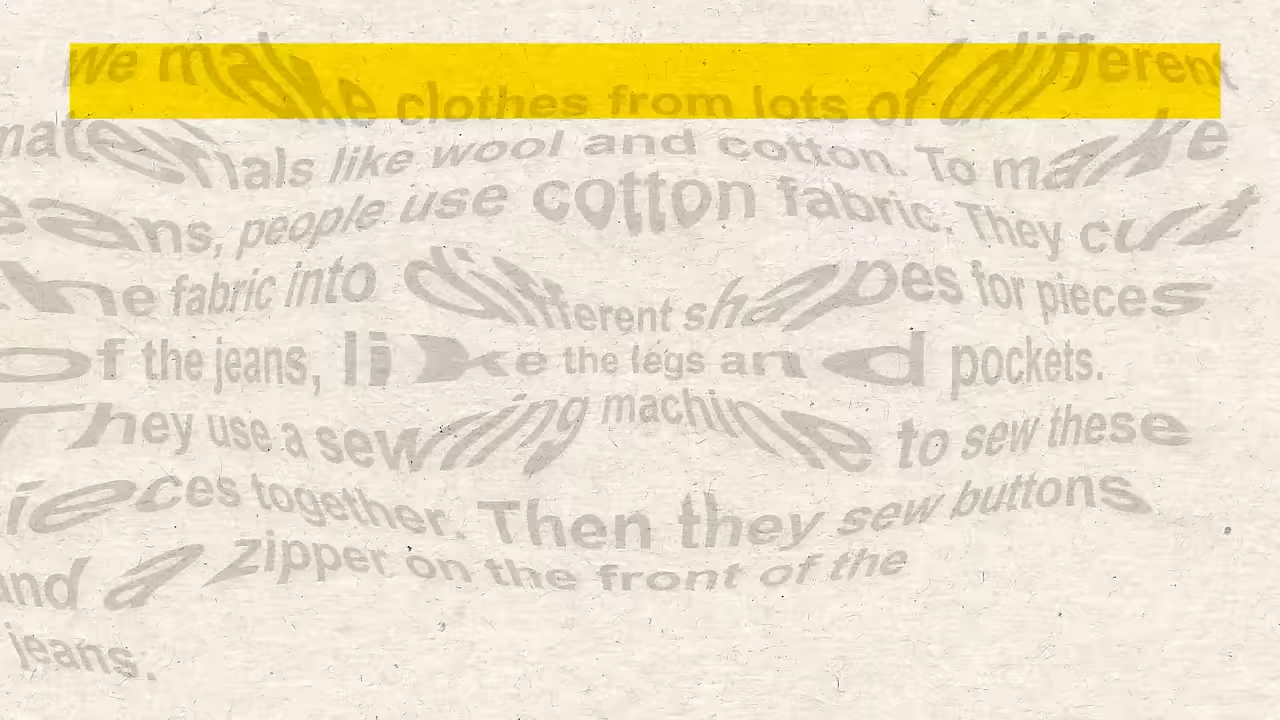 We make clothes from lots of different
materials like wool and cotton. To make
eans, people use cotton fabric. They cut
the fabric into different shapes for pieces
of the jeans, like the legs and pockets.
They use a sewing machine to sew these
ieces together. Then they sew buttons
and a zipper on the front of the
jeans.